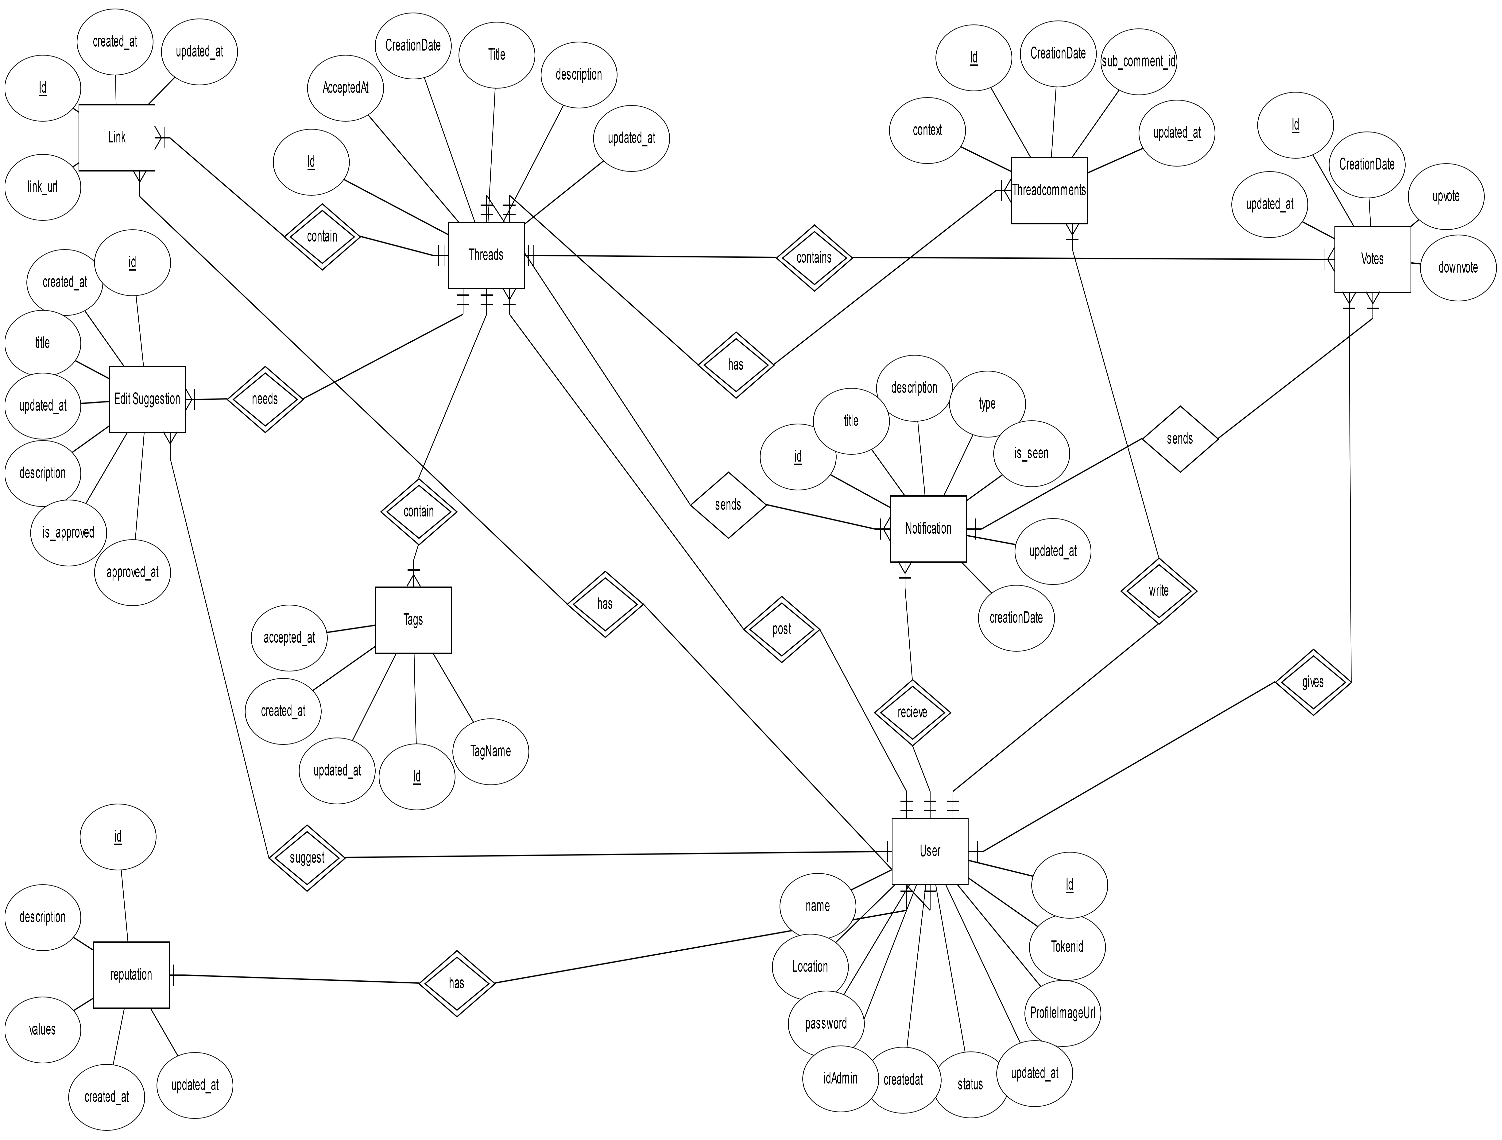 created_at
updated_at
Id
Link
link_url
CreationDate
Title
AcceptedAt
description
updated_at
Id
Threads
contain
Id
CreationDate
sub_comment_id
context
updated_at
Threadcomments
Id
CreationDate
updated_at
upvote
Votes
downvote
contains
id
created_at
title
updated_at
Edit Suggestion
description
is_approved
approved_at
needs
has
description
type
title
is_seen
id
Notification
updated_at
creationDate
sends
sends
contain
Tags
accepted_at
created_at
updated_at
Id
TagName
has
post
write
recieve
gives
suggest
User
name
Id
Location
TokenId
password
ProfileImageUrl
idAdmin
createdat
status
updated_at
id
description
reputation
values
created_at
updated_at
has